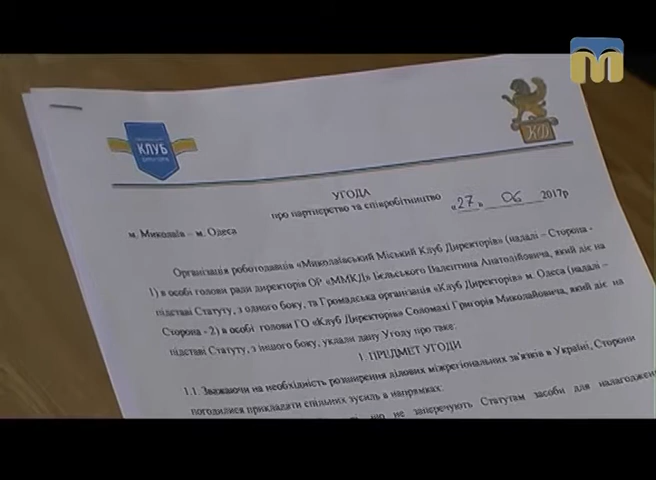 М
КЛУБ
КД
УГОДА
про партнерство та співробітництво
«27» 06 2017р
м. Миколаїв – м. Одеса
Організація роботодавців «Миколаївський Міський Клуб Директорів» (надалі – Сторона -
1) в особі голови ради директорів ОР «ММКД» Бєльського Валентина Анатолійовича, який діє на
підставі Статуту, з одного боку, та Громадська організація «Клуб Директорів» м. Одеса (надалі –
Сторона - 2) в особі голови ГО «Клуб Директорів» Соломахі Григорія Миколайовича, який діє на
підставі Статуту, з іншого боку, уклали дану Угоду про таке:
1. ПРЕДМЕТ УГОДИ
1.1. Зважаючи на необхідність розширення ділових міжрегіональних зв'язків в Україні, Сторони
погодилися прикладати спільних зусиль в напрямках:
що не заперечують Статутам засоби для налагоджен